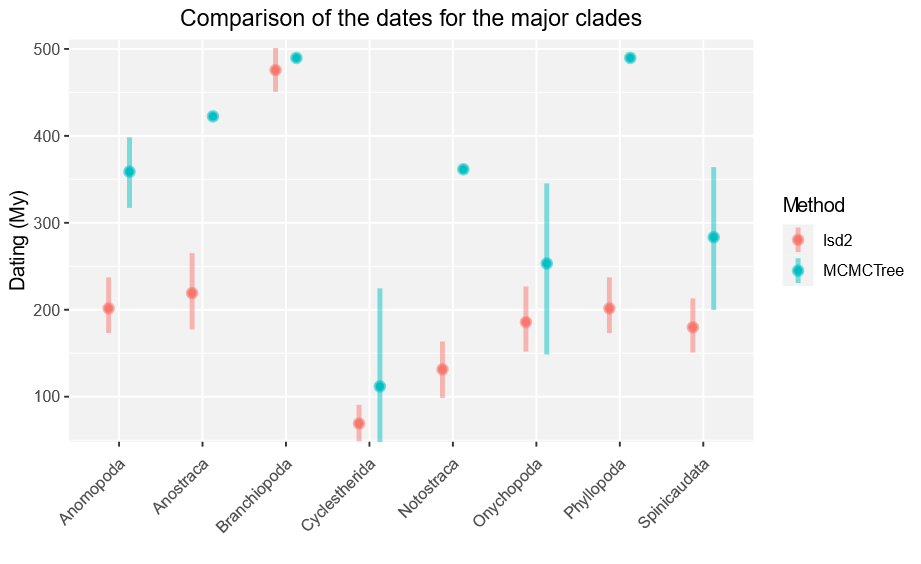 Comparison of the dates for the major clades
Dating (My)
500
400
300
200
100
Anomopoda
Anostraca
Branchiopoda
Cyclestherida
Notostraca
Onychopoda
Phyllopoda
Spinicaudata
Method
lsd2
MCMCTree